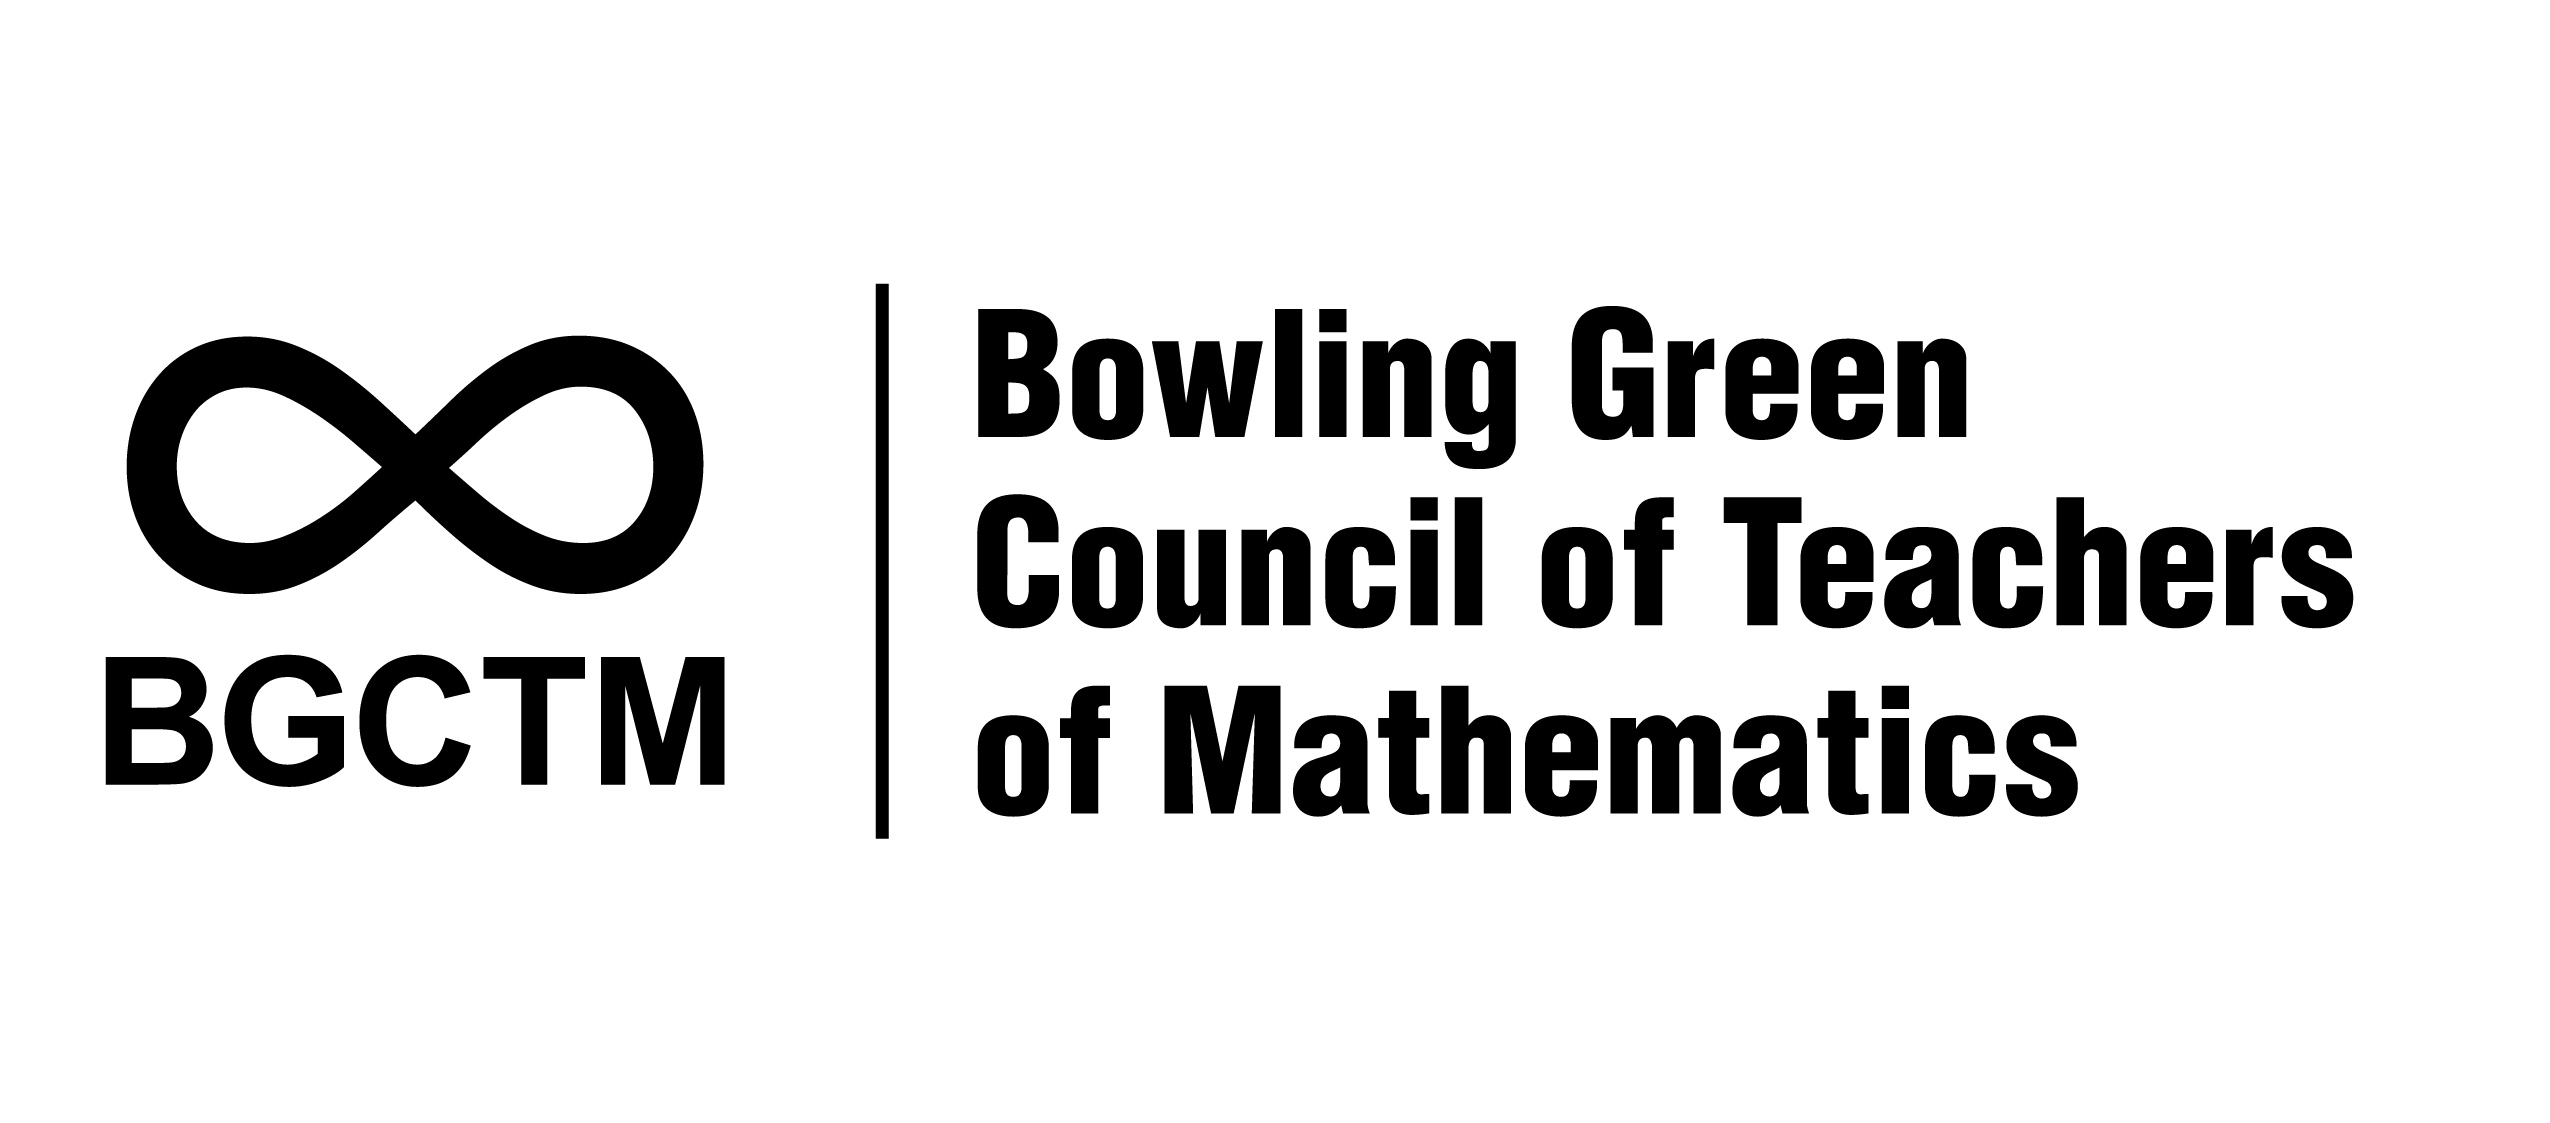 BGCTM
Bowling Green
Council of Teachers
of Mathematics